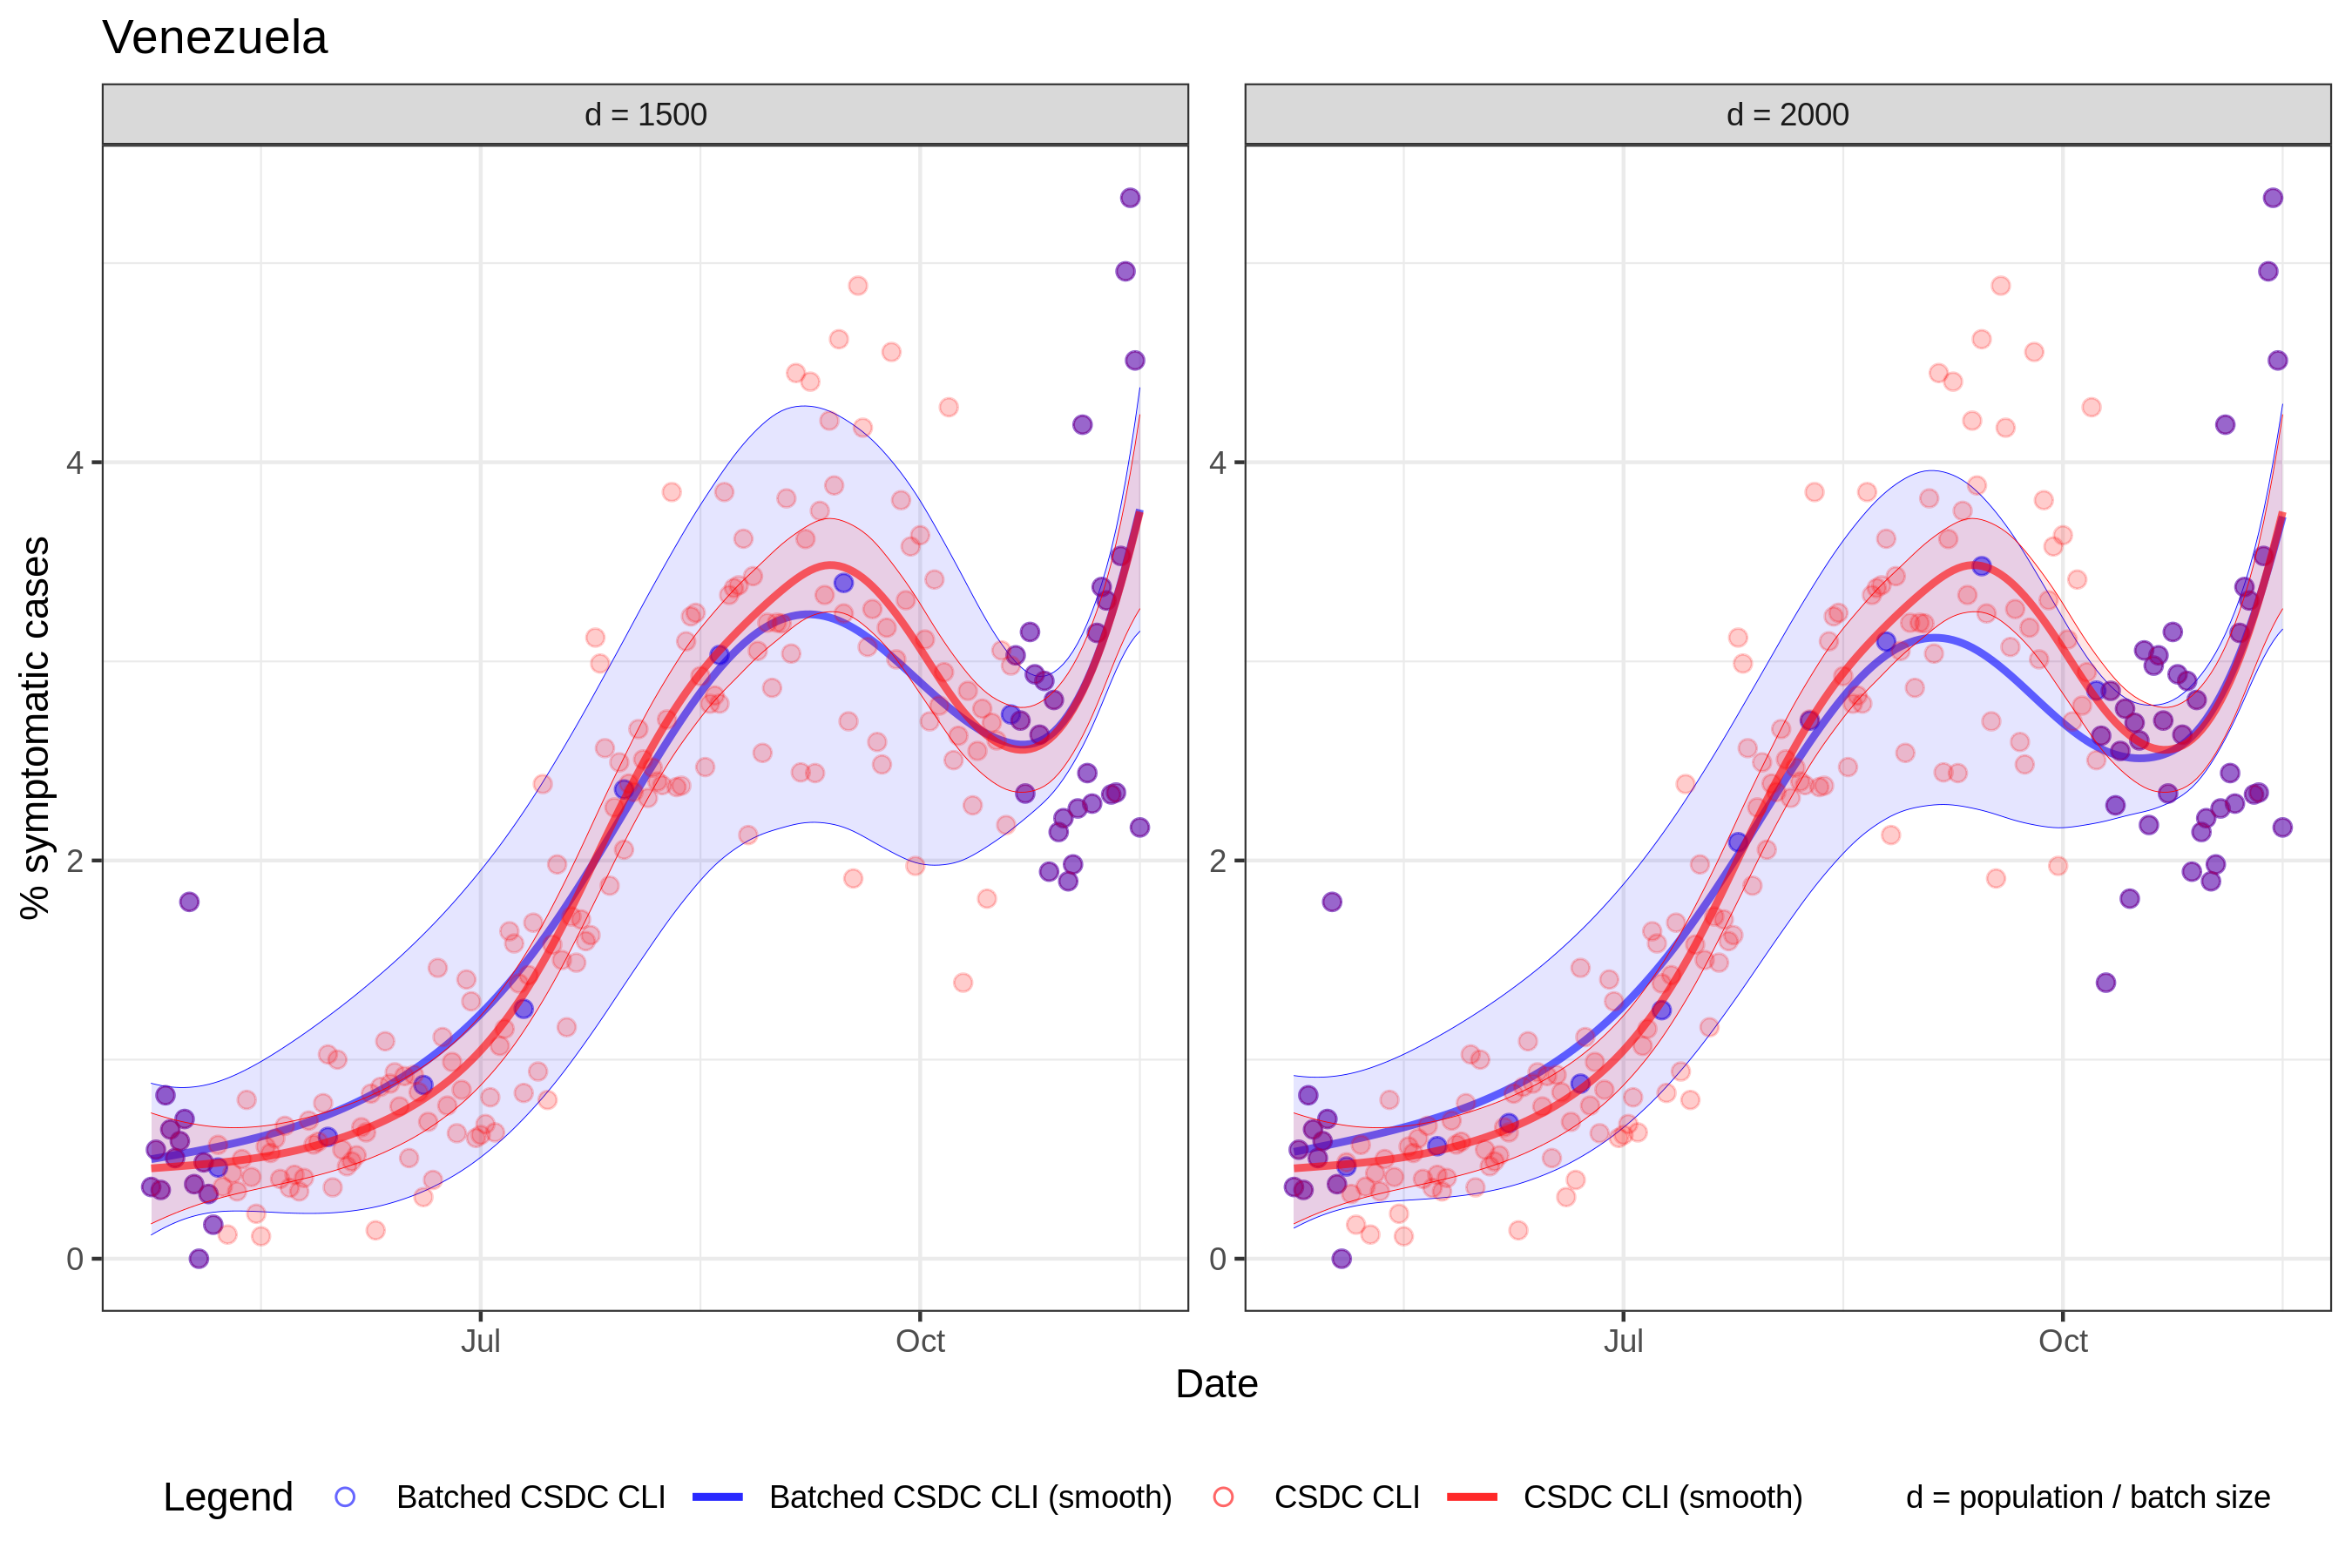 Venezuela
d = 1500
d = 2000
% symptomatic cases
4
2
0
4
2
0
Jul
Oct
Jul
Oct
Date
Legend
Batched CSDC CLI
Batched CSDC CLI (smooth)
CSDC CLI
CSDC CLI (smooth)
d = population / batch size